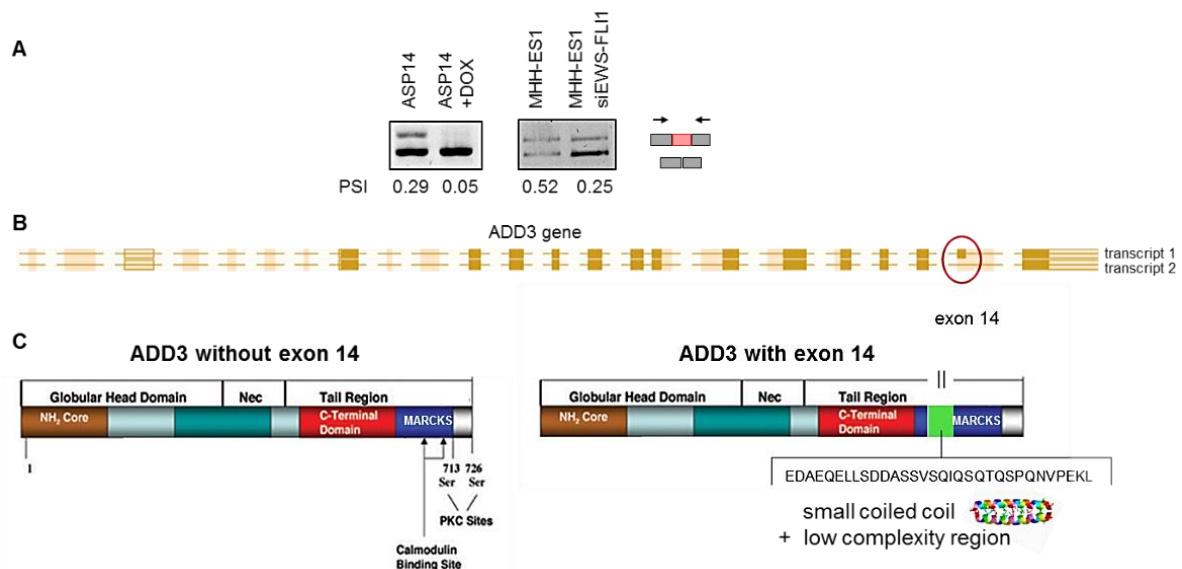 A
ASP14
ASP14
+DOX
MHH-ES1
MHH-ES1
siEWS-FLI1
PSI 0.29 0.05 0.52 0.25
B
ADD3 gene
transcript 1
transcript 2
exon 14
C
ADD3 without exon 14
Globular Head Domain Nec Tail Region
NH₂ Core C-Terminal
Domain MARCKS
1
713
Ser
726
Ser
PKC Sites
Calmodulin
Binding Site
ADD3 with exon 14
Globular Head Domain Nec Tail Region
NH₂ Core C-Terminal
Domain MARCKS
EDAEQELLSDDASSVSQIQSQTQSPQNVPEKL
small coiled coil
+ low complexity region